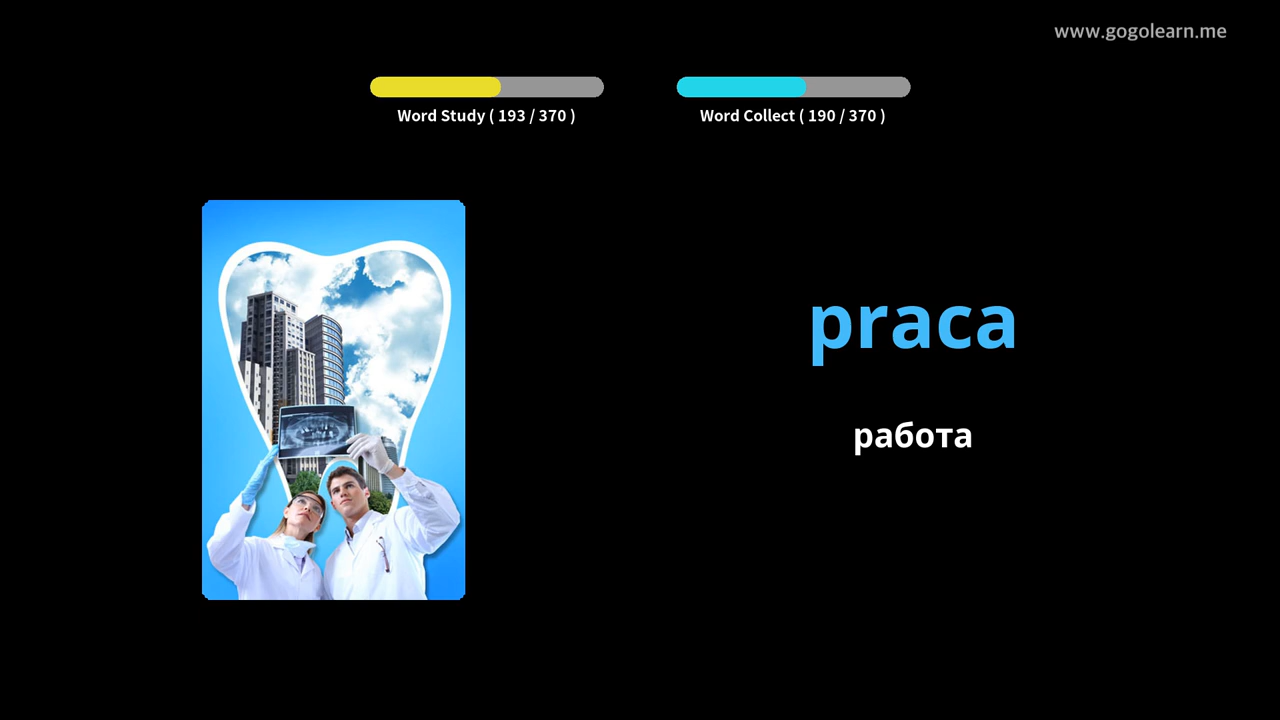 www.gogolearn.me
Word Study ( 193 / 370 )
Word Collect ( 190 / 370 )
praca
работа